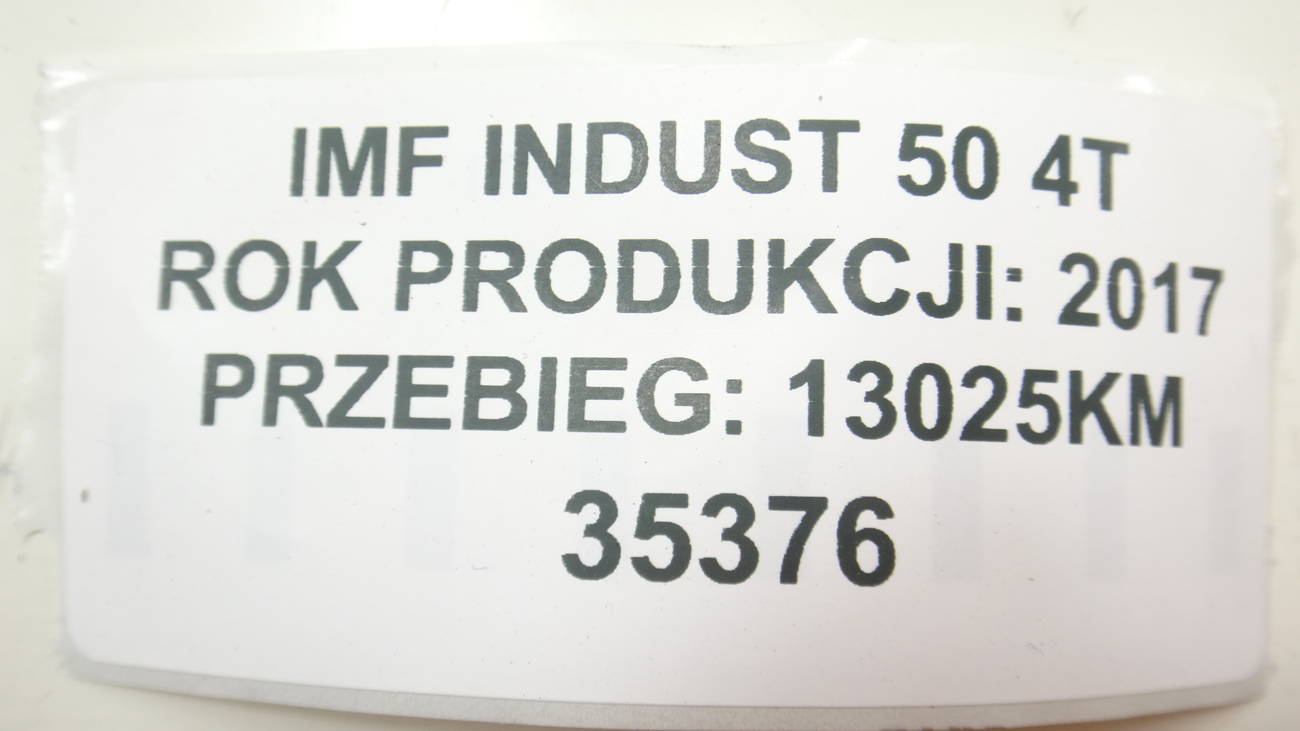 IMF INDUST 50 4T
ROK PRODUKCJI: 2017
PRZEBIEG: 13025KM
35376